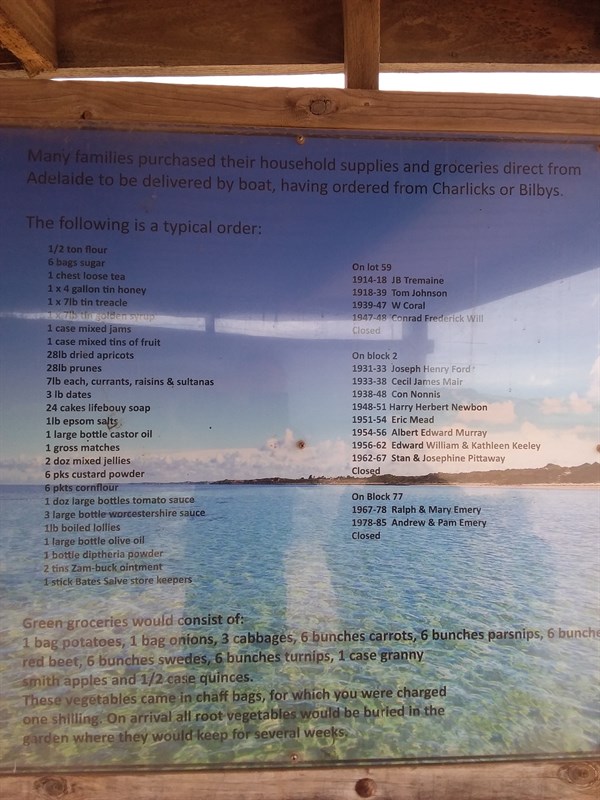 Many families purchased their household supplies and groceries direct from
Adelaide to be delivered by boat, having ordered from Charlicks or Bilbys.
The following is a typical order:
1/2 ton flour
6 bags sugar
1 chest loose tea
1 x 4 gallon tin honey
1 x 7lb tin treacle
1 x 7lb tin golden syrup
1 case mixed jams
1 case mixed tins of fruit
28lb dried apricots
28lb prunes
7lb each, currants, raisins & sultanas
3 lb dates
24 cakes lifebouy soap
1lb epsom salts
1 large bottle castor oil
1 gross matches
2 doz mixed jellies
6 pks custard powder
6 pkts cornflour
1 doz large bottles tomato sauce
3 large bottle worcestershire sauce
1lb boiled lollies
1 large bottle olive oil
1 bottle diptheria powder
2 tins Zam-buck ointment
1 stick Bates Salve store keepers
On lot 59
1914-18 JB Tremaine
1918-39 Tom Johnson
1939-47 W Coral
1947-48 Conrad Frederick Will
Closed
On block 2
1931-33 Joseph Henry Ford
1933-38 Cecil James Mair
1938-48 Con Nonnis
1948-51 Harry Herbert Newbon
1951-54 Eric Mead
1954-56 Albert Edward Murray
1956-62 Edward William & Kathleen Keeley
1962-67 Stan & Josephine Pittaway
Closed
On Block 77
1967-78 Ralph & Mary Emery
1978-85 Andrew & Pam Emery
Closed
Green groceries would consist of:
1 bag potatoes, 1 bag onions, 3 cabbages, 6 bunches carrots, 6 bunches parsnips, 6 bunche
red beet, 6 bunches swedes, 6 bunches turnips, 1 case granny
smith apples and 1/2 case quinces.
These vegetables came in chaff bags, for which you were charged
one shilling. On arrival all root vegetables would be buried in the
garden where they would keep for several weeks.